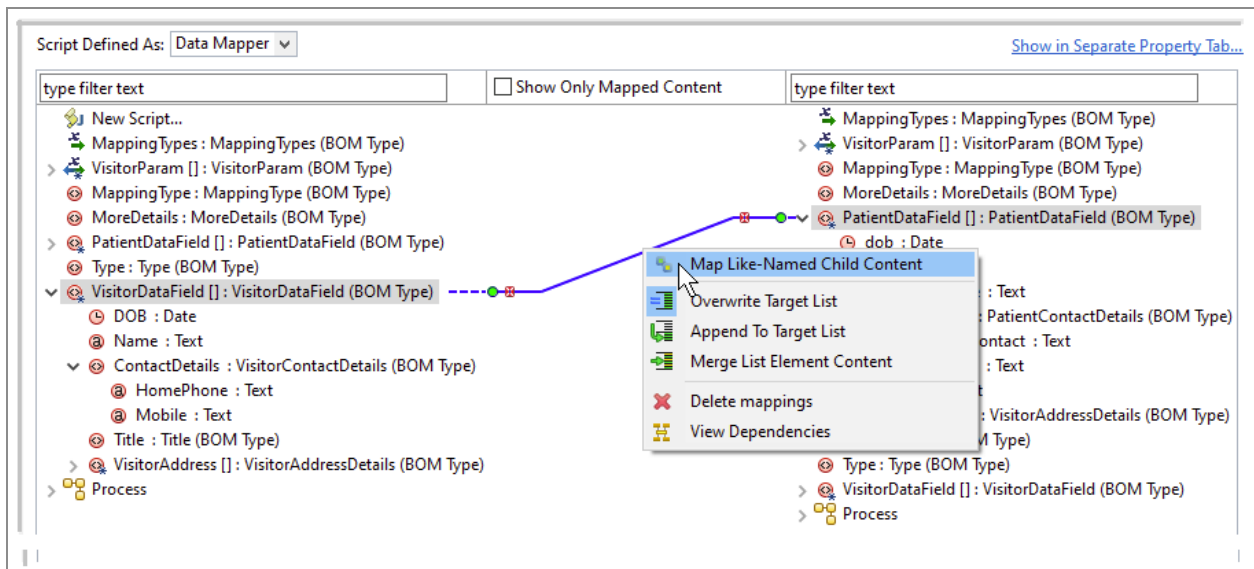 Script Defined As: Data Mapper
Show in Separate Property Tab...
type filter text
Show Only Mapped Content
type filter text
New Script...
MappingTypes : MappingTypes (BOM Type)
VisitorParam [] : VisitorParam (BOM Type)
MappingType : MappingType (BOM Type)
MoreDetails : MoreDetails (BOM Type)
PatientDataField [] : PatientDataField (BOM Type)
Type : Type (BOM Type)
VisitorDataField [] : VisitorDataField (BOM Type)
DOB : Date
Name : Text
ContactDetails : VisitorContactDetails (BOM Type)
HomePhone : Text
Mobile : Text
Title : Title (BOM Type)
VisitorAddress [] : VisitorAddressDetails (BOM Type)
Process
Map Like-Named Child Content
Overwrite Target List
Append To Target List
Merge List Element Content
Delete mappings
View Dependencies
MappingTypes : MappingTypes (BOM Type)
VisitorParam [] : VisitorParam (BOM Type)
MappingType : MappingType (BOM Type)
MoreDetails : MoreDetails (BOM Type)
PatientDataField [] : PatientDataField (BOM Type)
dob : Date
: Text
: PatientContactDetails (BOM Type)
ontact : Text
: Text
: VisitorAddressDetails (BOM Type)
Type)
Type : Type (BOM Type)
VisitorDataField [] : VisitorDataField (BOM Type)
Process